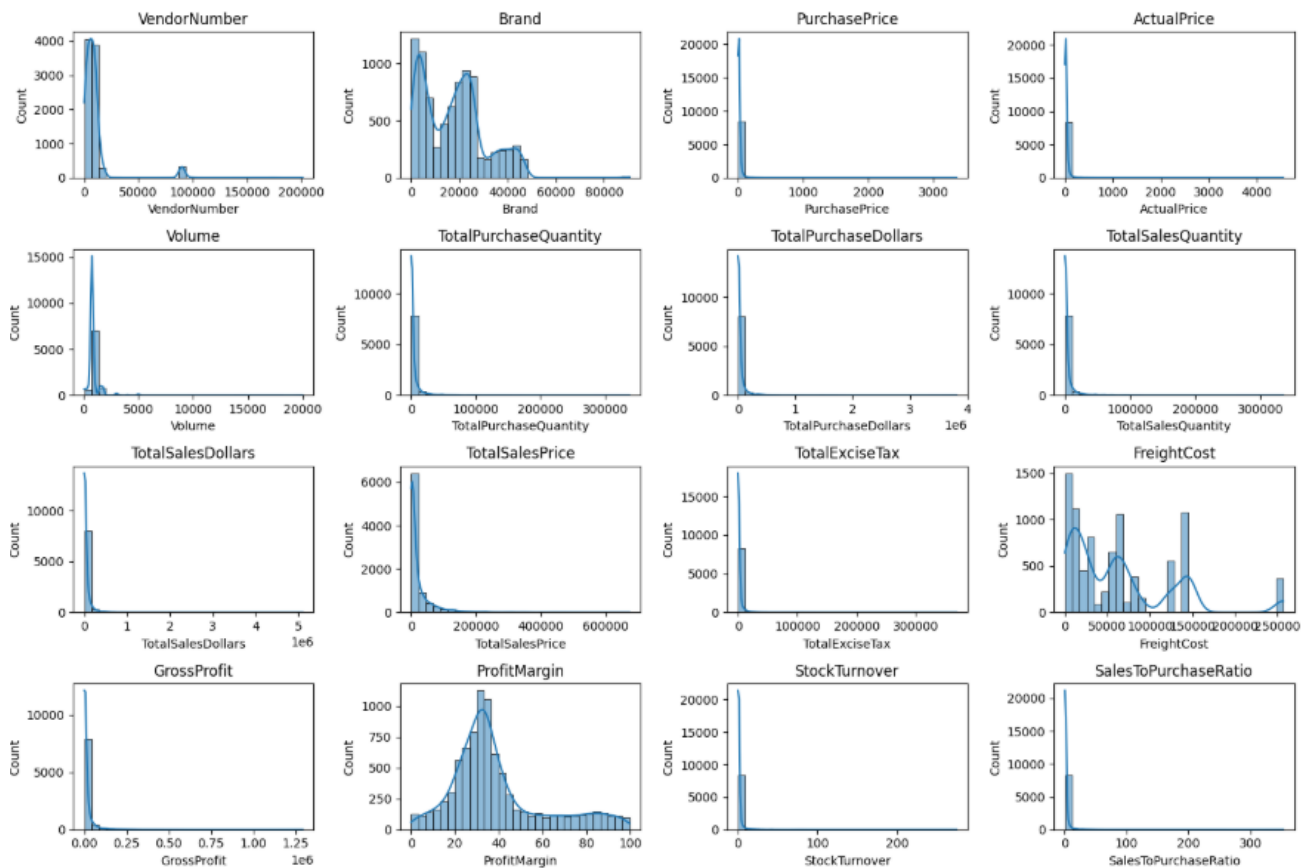 VendorNumber
Brand
PurchasePrice
ActualPrice
Count
4000
3000
2000
1000
0
0 50000 100000 150000 200000
VendorNumber
Count
1000
500
0
0 20000 40000 60000 80000
Brand
Count
20000
15000
10000
5000
0
0 1000 2000 3000
PurchasePrice
Count
20000
15000
10000
5000
0
0 1000 2000 3000 4000
ActualPrice
Volume
TotalPurchaseQuantity
TotalPurchaseDollars
TotalSalesQuantity
Count
15000
10000
5000
0
0 5000 10000 15000 20000
Volume
Count
10000
5000
0
0 100000 200000 300000
TotalPurchaseQuantity
Count
10000
5000
0
0 1 2 3 4
1e6
TotalPurchaseDollars
Count
10000
5000
0
0 100000 200000 300000
TotalSalesQuantity
TotalSalesDollars
TotalSalesPrice
TotalExciseTax
FreightCost
Count
10000
5000
0
0 1 2 3 4 5
1e6
TotalSalesDollars
Count
6000
4000
2000
0
0 200000 400000 600000
TotalSalesPrice
Count
15000
10000
5000
0
0 100000 200000 300000
TotalExciseTax
Count
1500
1000
500
0
0 50000 100000 150000 200000 250000
FreightCost
GrossProfit
ProfitMargin
StockTurnover
SalesToPurchaseRatio
Count
10000
5000
0
0.00 0.25 0.50 0.75 1.00 1.25
1e6
GrossProfit
Count
1000
750
500
250
0
0 20 40 60 80 100
ProfitMargin
Count
20000
15000
10000
5000
0
0 100 200
StockTurnover
Count
20000
15000
10000
5000
0
0 100 200 300
SalesToPurchaseRatio